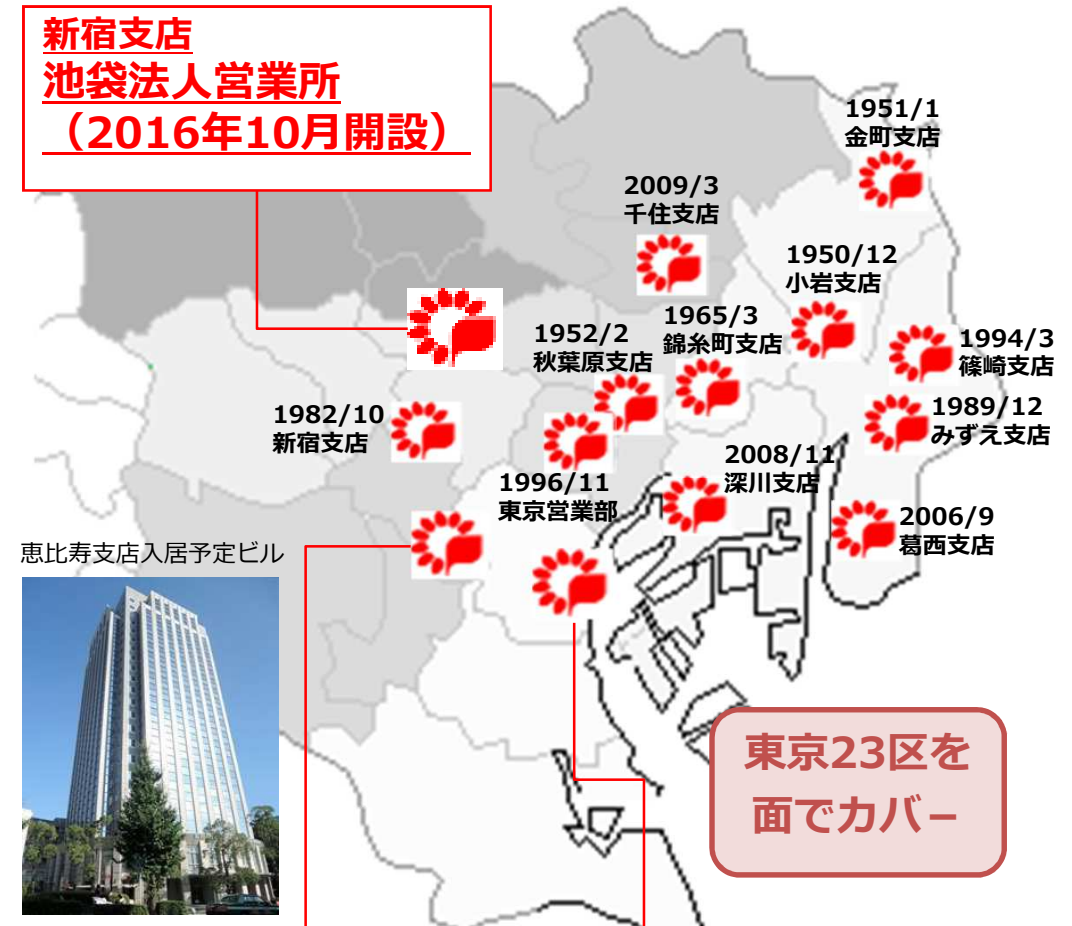 新宿支店
池袋法人営業所
（2016年10月開設）
1951/1
金町支店
2009/3
千住支店
1950/12
小岩支店
1965/3
錦糸町支店
1952/2
秋葉原支店
1994/3
篠崎支店
1982/10
新宿支店
1989/12
みずえ支店
2008/11
深川支店
1996/11
東京営業部
2006/9
葛西支店
恵比寿支店入居予定ビル
東京23区を
面でカバー